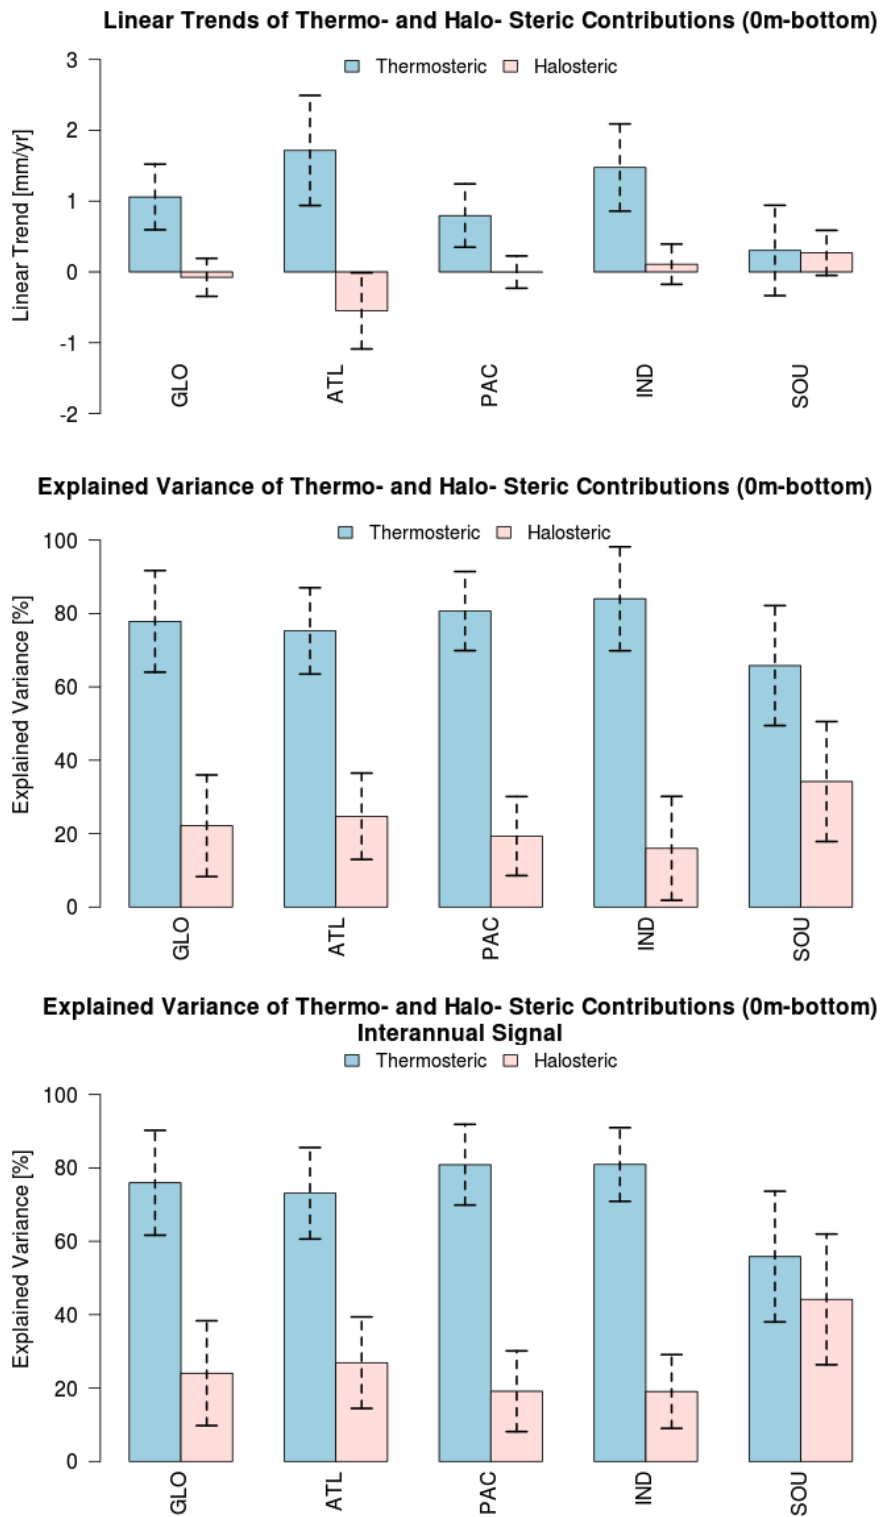 Linear Trends of Thermo- and Halo- Steric Contributions (0m-bottom)
Thermosteric Halosteric
Linear Trend [mm/yr]
3
2
1
0
-1
-2
GLO ATL PAC IND SOU
Explained Variance of Thermo- and Halo- Steric Contributions (0m-bottom)
Thermosteric Halosteric
Explained Variance [%]
100
80
60
40
20
0
GLO ATL PAC IND SOU
Explained Variance of Thermo- and Halo- Steric Contributions (0m-bottom)
Interannual Signal
Thermosteric Halosteric
Explained Variance [%]
100
80
60
40
20
0
GLO ATL PAC IND SOU